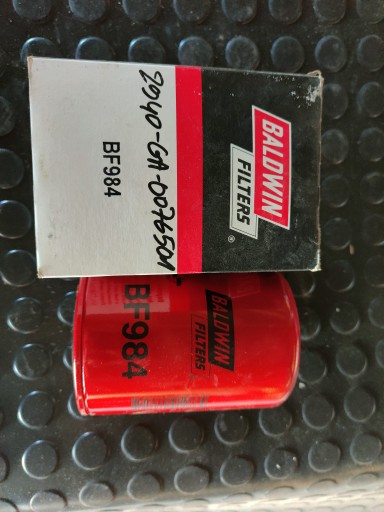 BALDWIN
FILTERS
®
2940-GA-0076501
BF984
BALDWIN
FILTERS
BF984